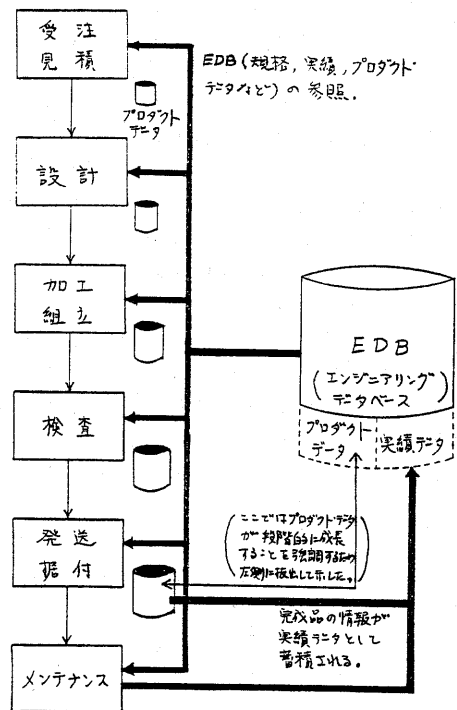 受注
見積
EDB(規格,実績,プロダクト・
データなど)の参照.
プロダクト
データ
設計
加工
組立
EDB
(エンジニアリング
データベース)
プロダクト
データ
実績データ
検査
(ここではプロダクト・データ
が段階的に成長
することを強調するため
左側に抜出して示した。)
発送
据付
完成品の情報が
実績データとして
蓄積される。
メンテナンス